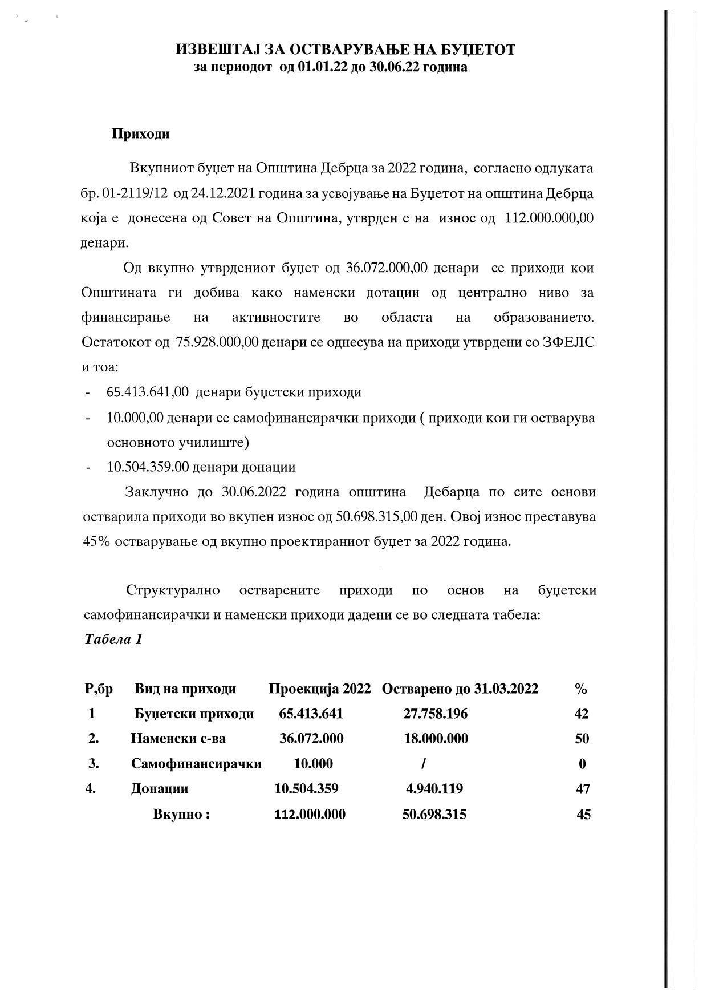 ИЗВЕШТАЈ ЗА ОСТВАРУВАЊЕ НА БУЏЕТОТ
за периодот од 01.01.22 до 30.06.22 година
Приходи
Вкупниот буџет на Општина Дебрца за 2022 година, согласно одлуката
бр. 01-2119/12 од 24.12.2021 година за усвојување на Буџетот на општина Дебрца
која е донесена од Совет на Општина, утврден е на износ од 112.000.000,00
денари.
Од вкупно утврдениот буџет од 36.072.000,00 денари се приходи кои
Општината ги добива како наменски дотации од централно ниво за
финансирање на активностите во областа на образованието.
Остатокот од 75.928.000,00 денари се однесува на приходи утврдени со ЗФЕЛС
и тоа:
- 65.413.641,00 денари буџетски приходи
- 10.000,00 денари се самофинансирачки приходи ( приходи кои ги остварува
основното училиште)
- 10.504.359.00 денари донации
Заклучно до 30.06.2022 година општина Дебарца по сите основи
остварила приходи во вкупен износ од 50.698.315,00 ден. Овој износ преставува
45% остварување од вкупно проектираниот буџет за 2022 година.
Структурално остварените приходи по основ на буџетски
самофинансирачки и наменски приходи дадени се во следната табела:
Табела 1
Р,бр Вид на приходи Проекција 2022 Остварено до 31.03.2022 %
1 Буџетски приходи 65.413.641 27.758.196 42
2. Наменски с-ва 36.072.000 18.000.000 50
3. Самофинансирачки 10.000 / 0
4. Донации 10.504.359 4.940.119 47
Вкупно : 112.000.000 50.698.315 45